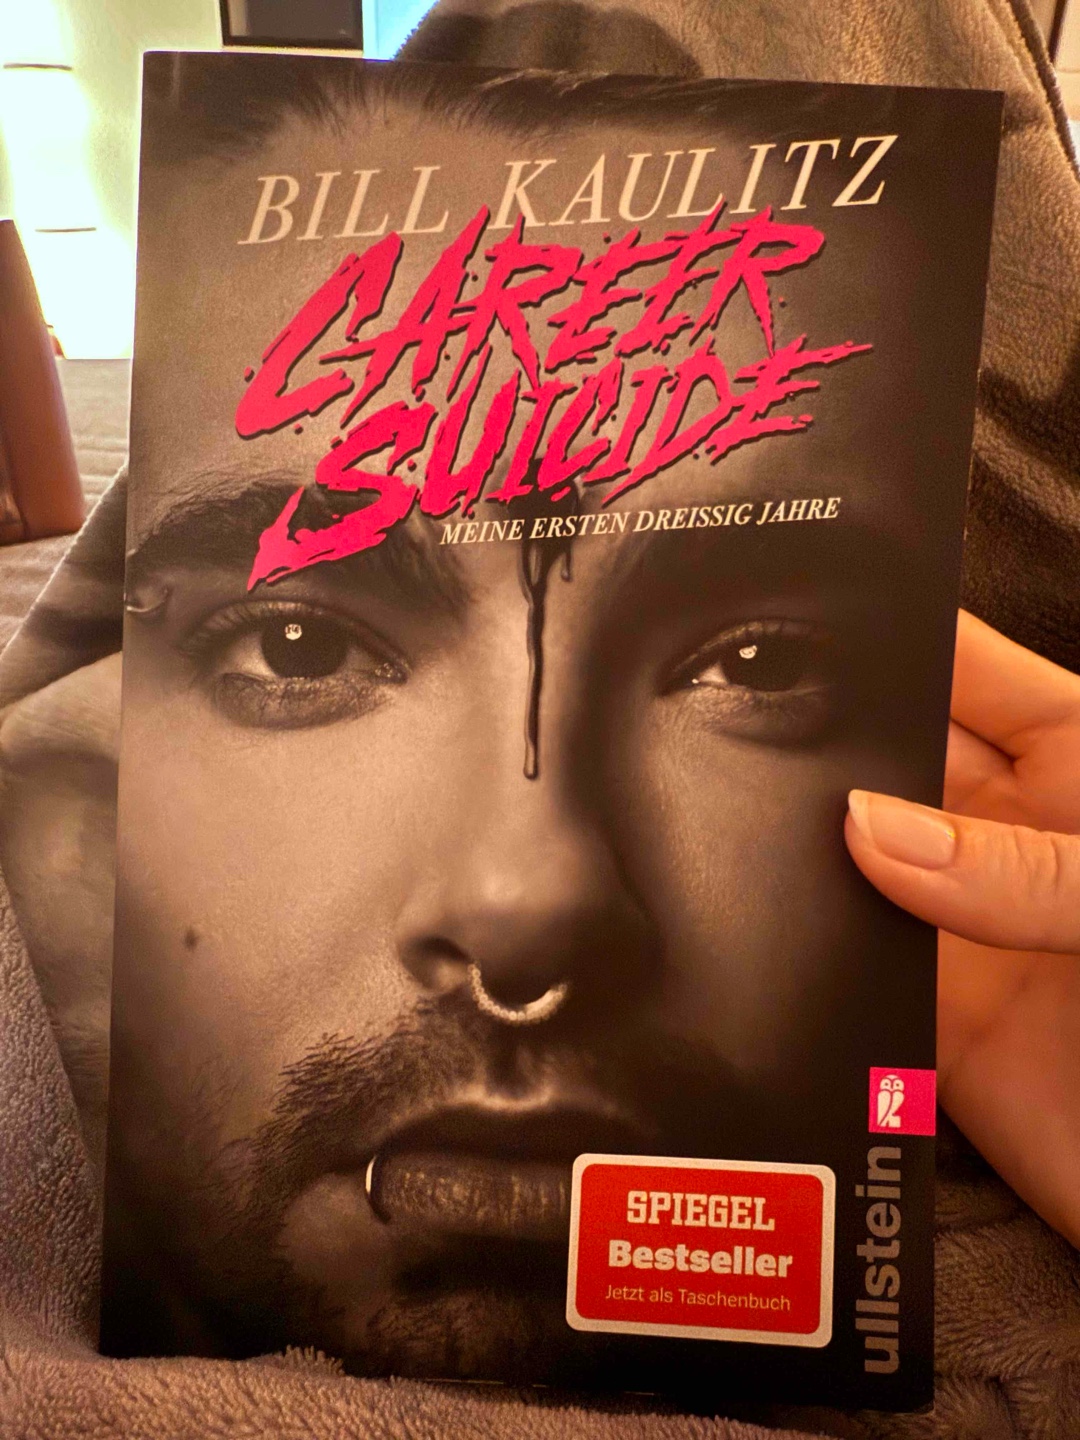 BILL KAULITZ
CAREER
SUICIDE
MEINE ERSTEN DREISSIG JAHRE
SPIEGEL
Bestseller
Jetzt als Taschenbuch
ullstein